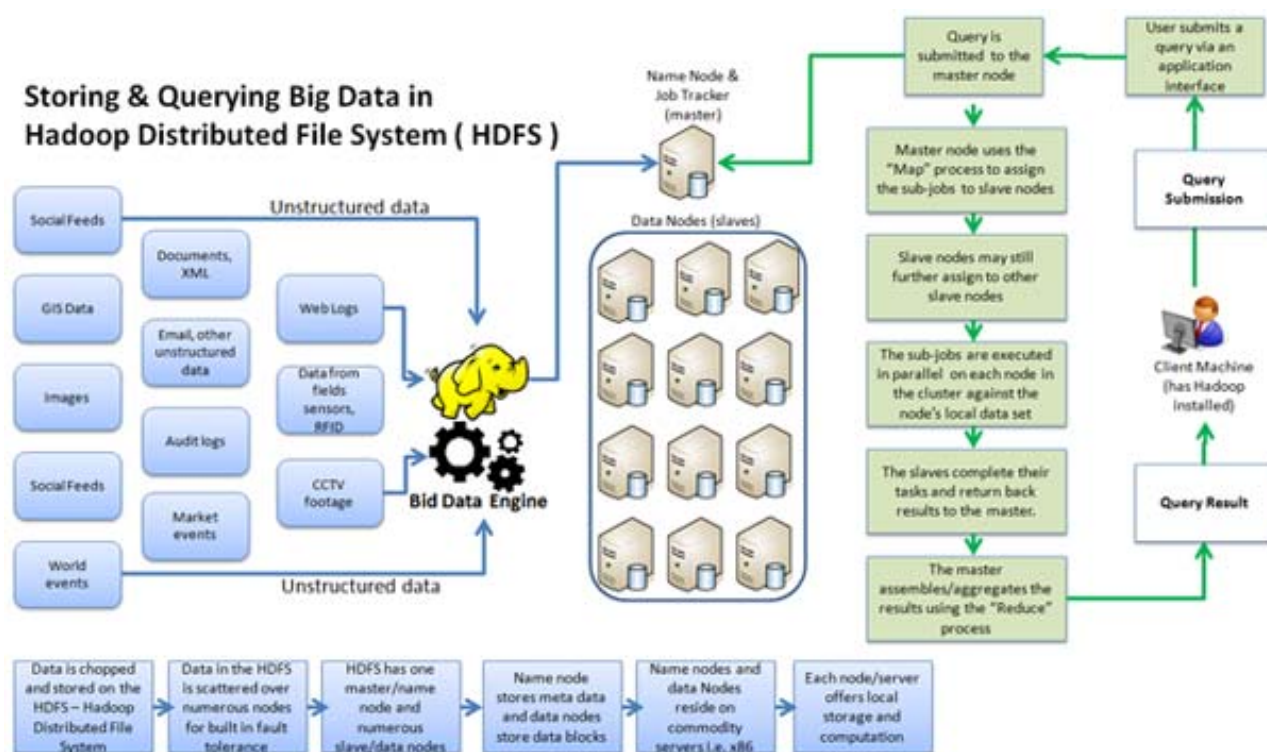 Storing & Querying Big Data in
Hadoop Distributed File System ( HDFS )
Social Feeds
GIS Data
Images
Social Feeds
World
events
Documents,
XML
Email, other
unstructured
data
Audit logs
Market
events
Web Logs
Data from
fields
sensors,
RFID
CCTV
footage
Unstructured data
Unstructured data
Bid Data Engine
Name Node &
Job Tracker
(master)
Data Nodes (slaves)
Query is
submitted to the
master node
Master node uses the
"Map" process to assign
the sub-jobs to slave nodes
Slave nodes may still
further assign to other
slave nodes
The sub-jobs are executed
in parallel on each node in
the cluster against the
node's local data set
The slaves complete their
tasks and return back
results to the master.
The master
assembles/aggregates the
results using the "Reduce"
process
User submits a
query via an
application
interface
Query
Submission
Client Machine
(has Hadoop
installed)
Query Result
Data is chopped
and stored on the
HDFS – Hadoop
Distributed File
System
Data in the HDFS
is scattered over
numerous nodes
for built in fault
tolerance
HDFS has one
master/name
node and
numerous
slave/data nodes
Name node
stores meta data
and data nodes
store data blocks
Name nodes and
data Nodes
reside on
commodity
servers i.e. x86
Each node/server
offers local
storage and
computation